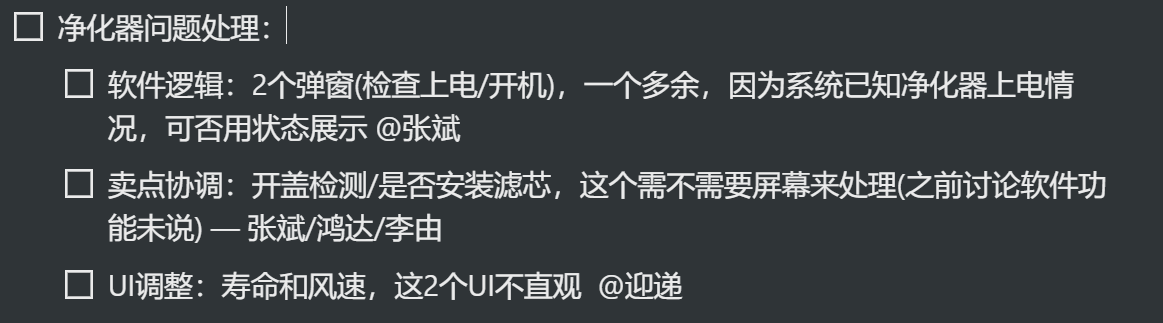 净化器问题处理：
软件逻辑：2个弹窗(检查上电/开机)，一个多余，因为系统已知净化器上电情
况，可否用状态展示 @张斌
卖点协调：开盖检测/是否安装滤芯，这个需不需要屏幕来处理(之前讨论软件功
能未说) — 张斌/鸿达/李由
UI调整：寿命和风速，这2个UI不直观  @迎递